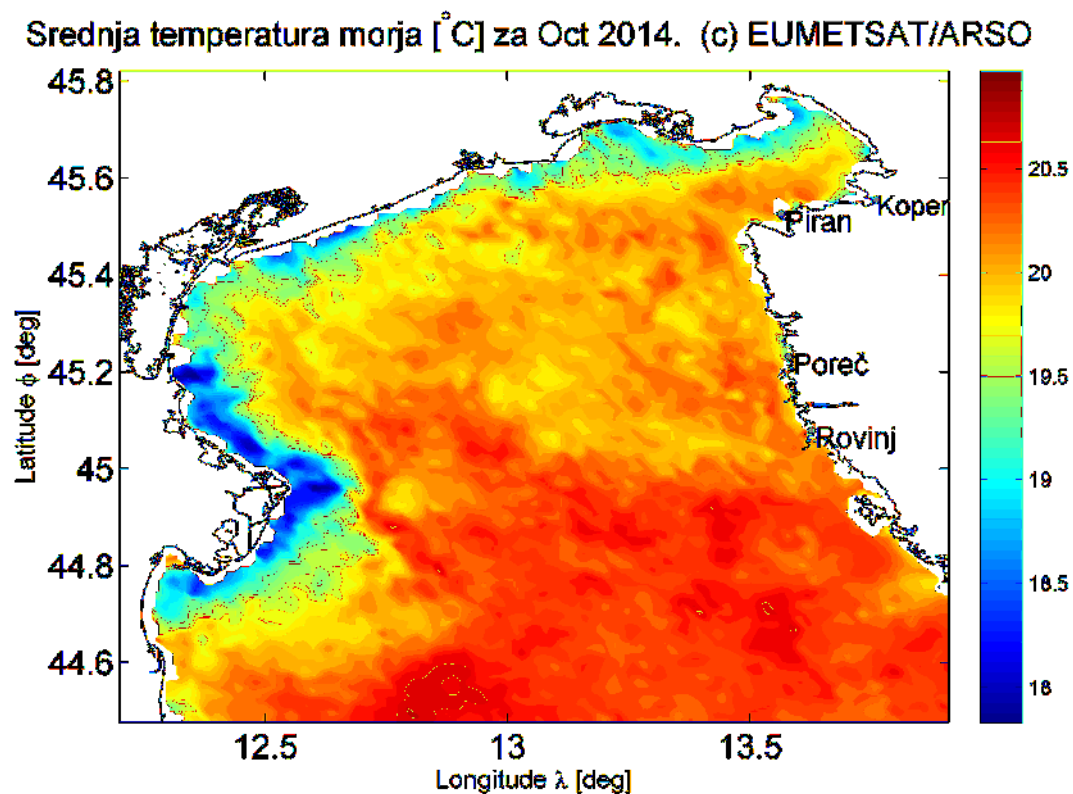 Srednja temperatura morja [°C] za Oct 2014. (c) EUMETSAT/ARSO
45.8
45.6
45.4
45.2
45
44.8
44.6
Latitude ϕ [deg]
Koper
Piran
Poreč
Rovinj
12.5
13
13.5
Longitude λ [deg]
20.5
20
19.5
19
18.5
18